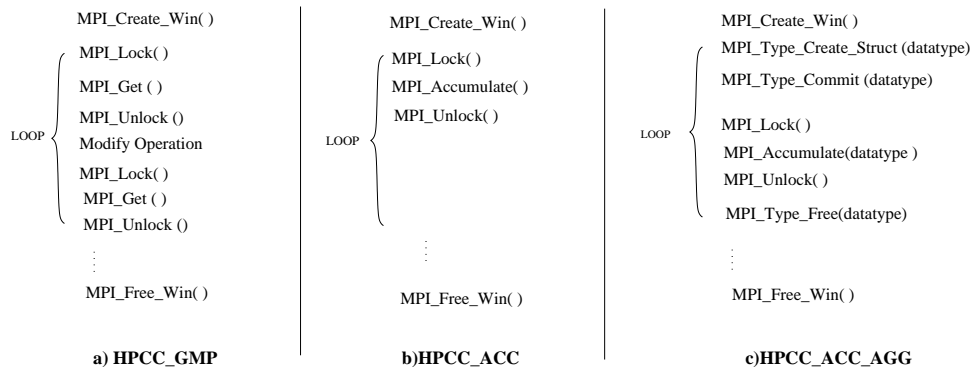 MPI_Create_Win( )
LOOP
MPI_Lock( )
MPI_Get ( )
MPI_Unlock ()
Modify Operation
MPI_Lock( )
MPI_Get ( )
MPI_Unlock ()
MPI_Free_Win( )
a) HPCC_GMP
MPI_Create_Win( )
LOOP
MPI_Lock( )
MPI_Accumulate( )
MPI_Unlock( )
MPI_Free_Win( )
b)HPCC_ACC
MPI_Create_Win( )
LOOP
MPI_Type_Create_Struct (datatype)
MPI_Type_Commit (datatype)
MPI_Lock( )
MPI_Accumulate(datatype )
MPI_Unlock( )
MPI_Type_Free(datatype)
MPI_Free_Win( )
c)HPCC_ACC_AGG